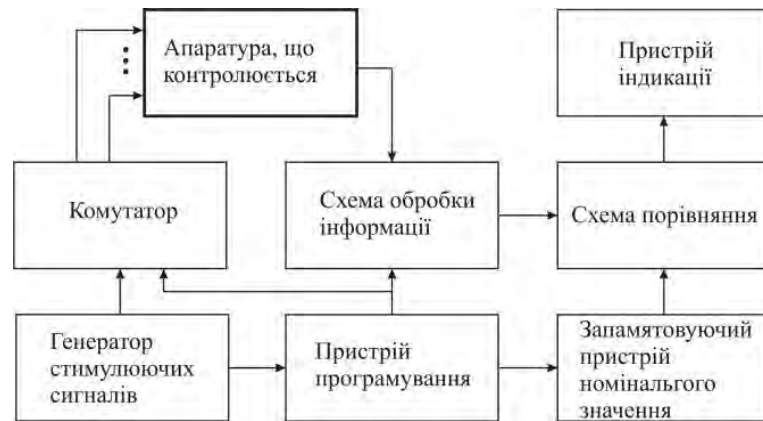 Апаратура, що
контролюється
Пристрій
індикації
Комутатор
Схема обробки
інформації
Схема порівняння
Генератор
стимулюючих
сигналів
Пристрій
програмування
Запамятовуючий
пристрій
номінальго
значення